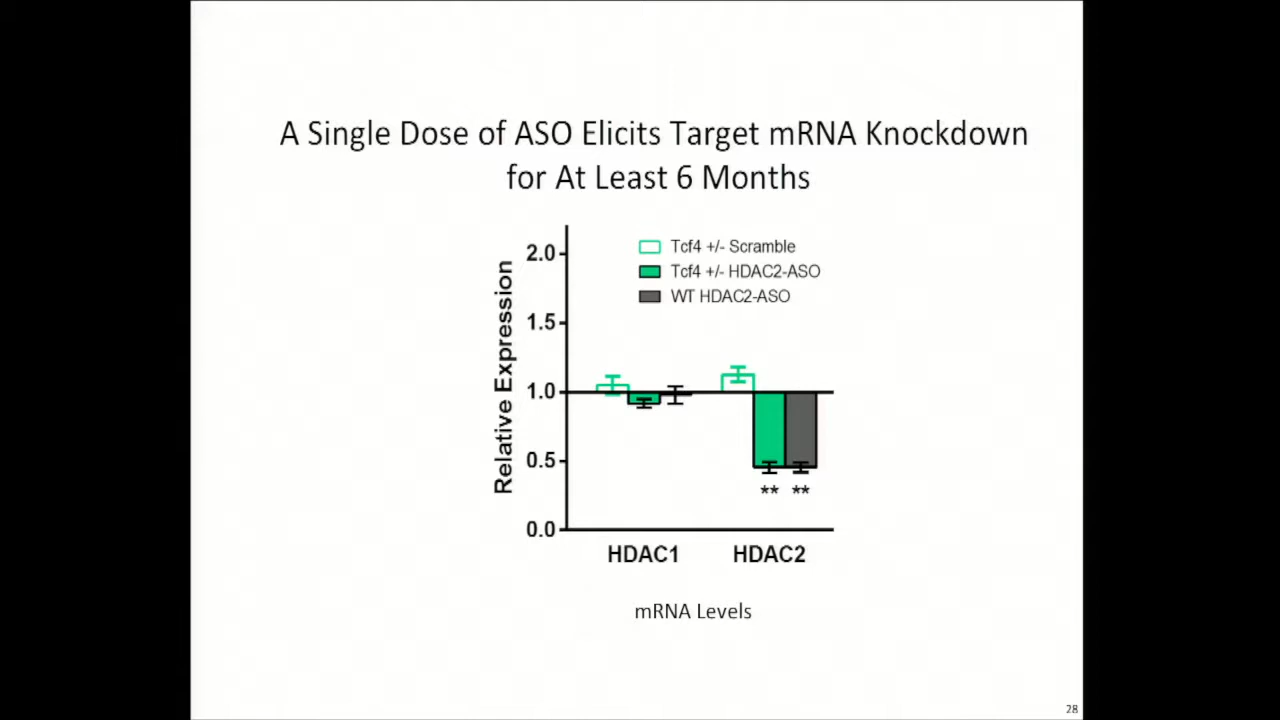 A Single Dose of ASO Elicits Target mRNA Knockdown
for At Least 6 Months
Tcf4 +/- Scramble
Tcf4 +/- HDAC2-ASO
WT HDAC2-ASO
Relative Expression
2.0
1.5
1.0
0.5
0.0
** **
HDAC1 HDAC2
mRNA Levels
28